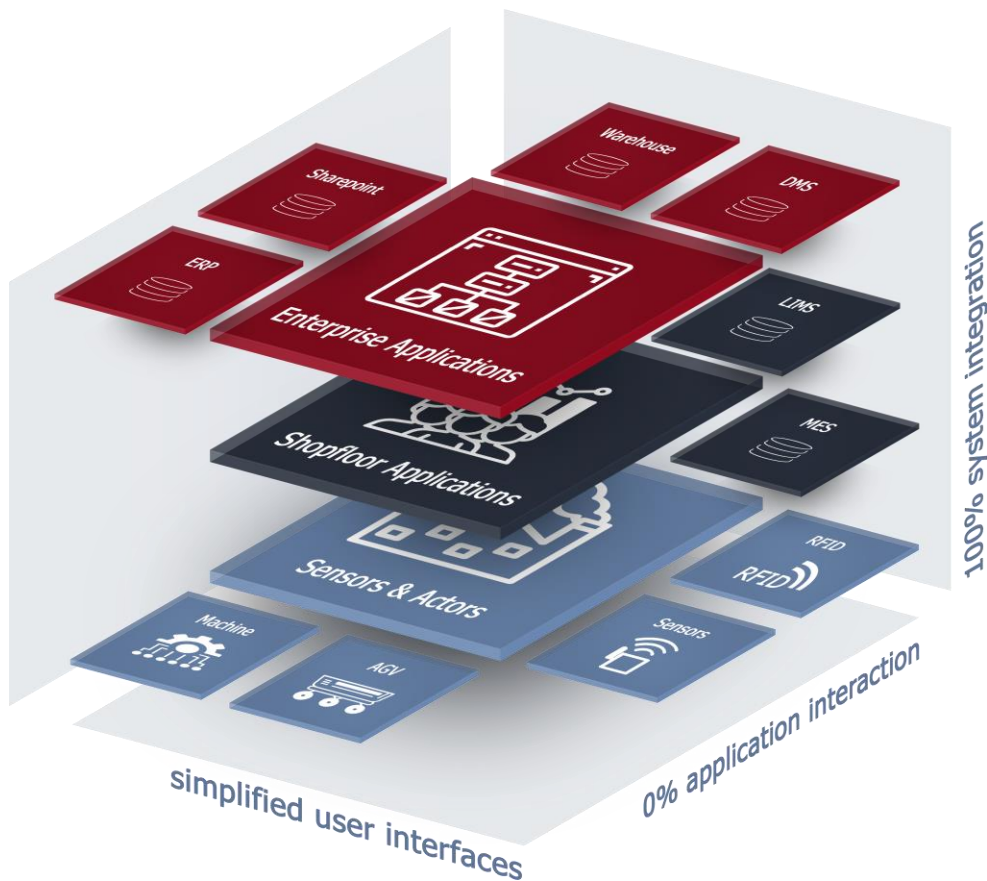 Warehouse
Sharepoint
DMS
ERP
Enterprise Applications
LIMS
Shopfloor Applications
MES
Sensors & Actors
RFID
RFID
Machine
Sensors
AGV
100% system integration
0% application interaction
simplified user interfaces